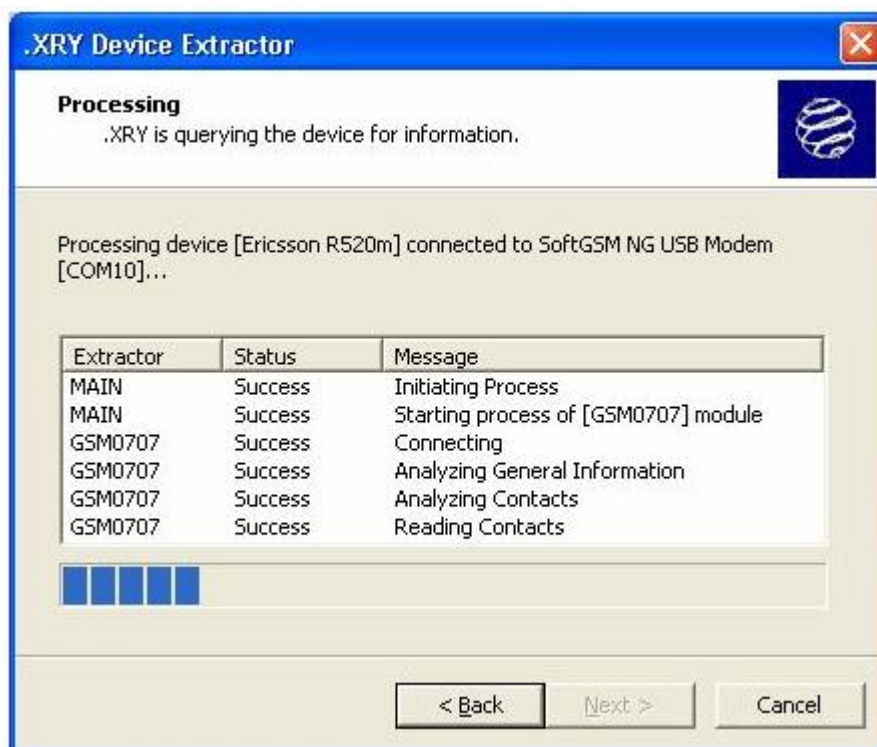 .XRY Device Extractor
Processing
.XRY is querying the device for information.
Processing device [Ericsson R520m] connected to SoftGSM NG USB Modem
[COM10]...
Extractor Status Message
MAIN Success Initiating Process
MAIN Success Starting process of [GSM0707] module
GSM0707 Success Connecting
GSM0707 Success Analyzing General Information
GSM0707 Success Analyzing Contacts
GSM0707 Success Reading Contacts
< Back Next > Cancel